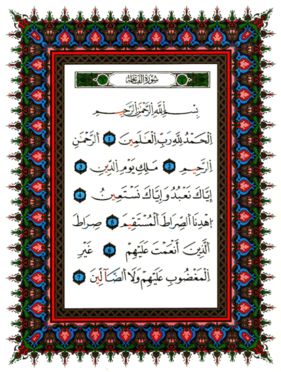 سُورَةُ الفَاتِحَة
بِسْمِ ٱللَّهِ ٱلرَّحْمَٰنِ ٱلرَّحِيمِ
ٱلْحَمْدُ لِلَّهِ رَبِّ ٱلْعَٰلَمِينَ ١ ٱلرَّحْمَٰنِ
ٱلرَّحِيمِ ٢ مَلِكِ يَوْمِ ٱلدِّينِ ٣
إِيَّاكَ نَعْبُدُ وَإِيَّاكَ نَسْتَعِينُ ٤
ٱهْدِنَا ٱلصِّرَٰطَ ٱلْمُسْتَقِيمَ ٥ صِرَٰطَ
ٱلَّذِينَ أَنْعَمْتَ عَلَيْهِمْ ٦ غَيْرِ
ٱلْمَغْضُوبِ عَلَيْهِمْ وَلَا ٱلضَّآلِّينَ ٧